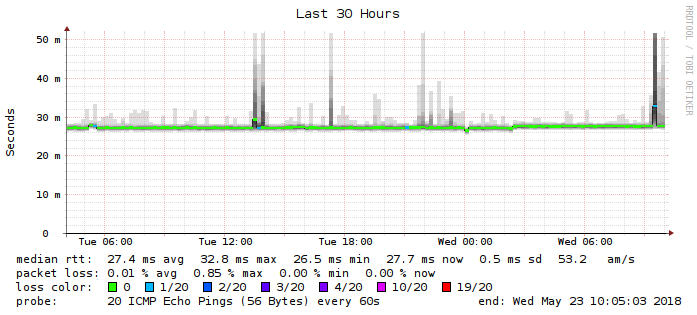 Last 30 Hours
RRDTOOL / TOBI OETIKER
Seconds
50 m
40 m
30 m
20 m
10 m
0
Tue 06:00 Tue 12:00 Tue 18:00 Wed 00:00 Wed 06:00
median rtt: 27.4 ms avg 32.8 ms max 26.5 ms min 27.7 ms now 0.5 ms sd 53.2 am/s
packet loss: 0.01 % avg 0.85 % max 0.00 % min 0.00 % now
loss color: 0 1/20 2/20 3/20 4/20 10/20 19/20
probe: 20 ICMP Echo Pings (56 Bytes) every 60s end: Wed May 23 10:05:03 2018